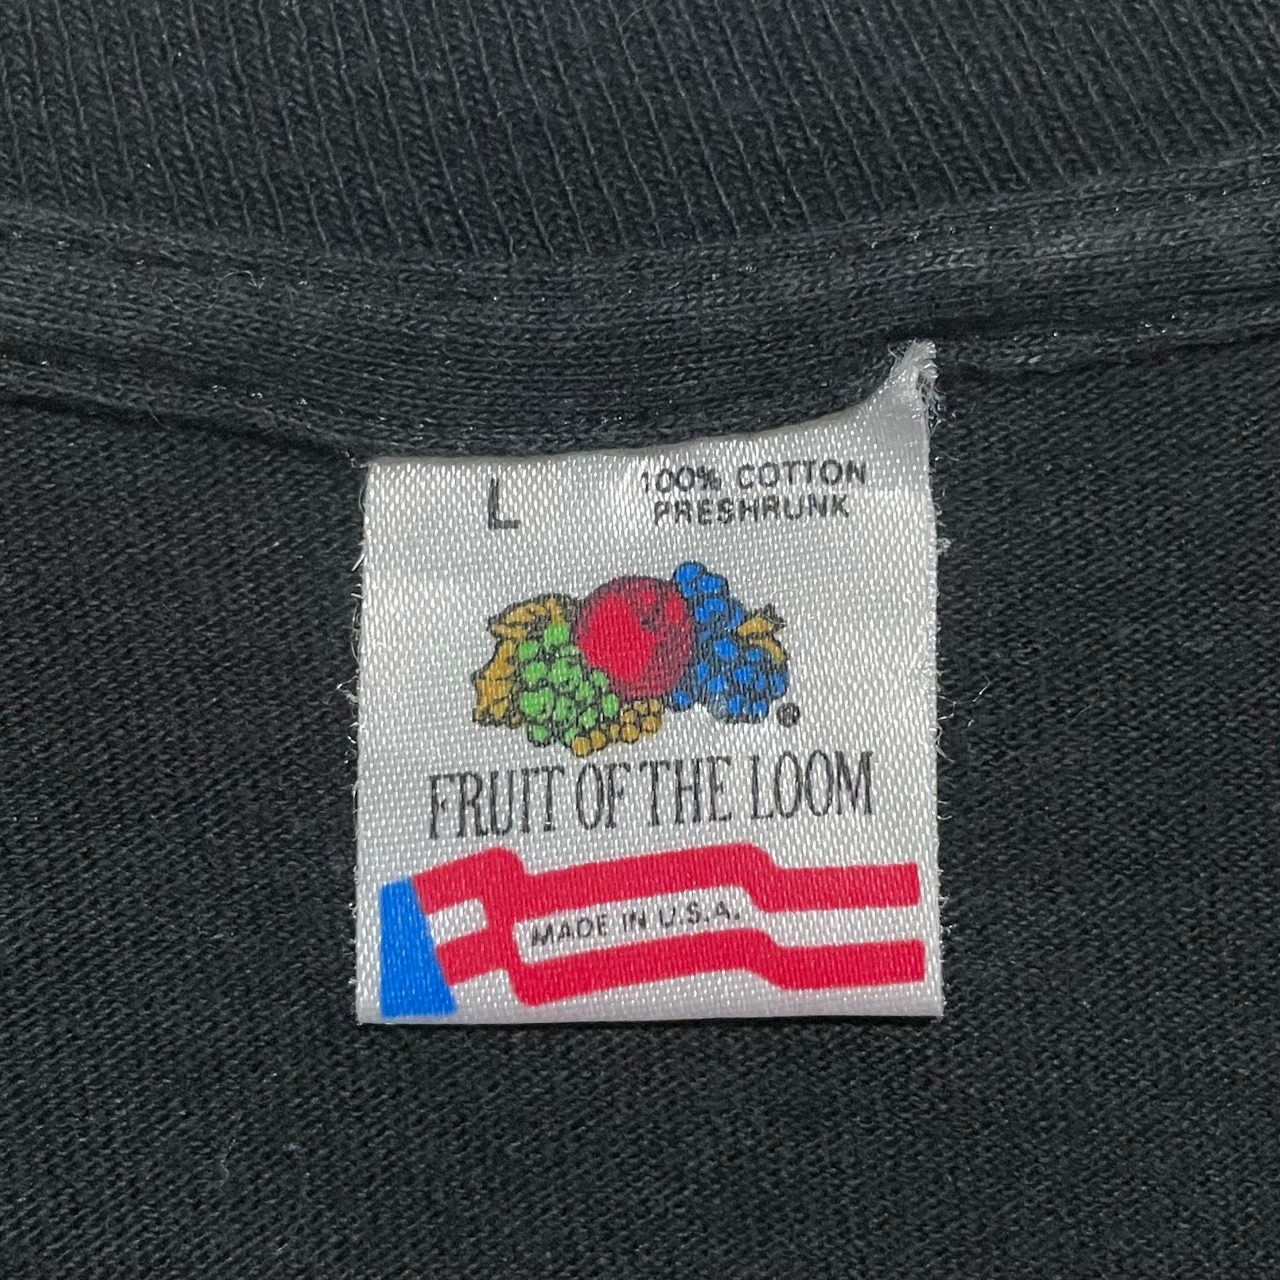 L
100% COTTON
PRESHRUNK
®
FRUIT OF THE LOOM
MADE IN U.S.A.